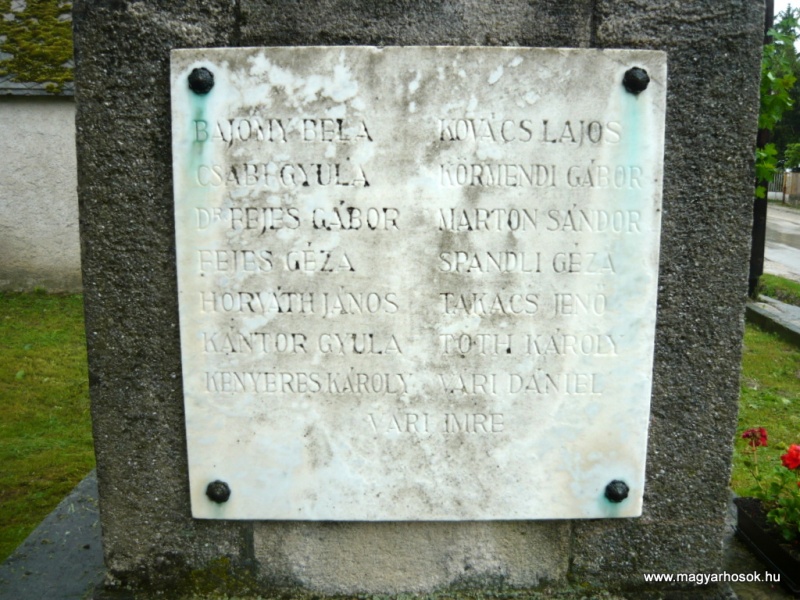 BAJOMY BÉLA
CSABI GYULA
DR FEJES GÁBOR
FEJES GÉZA
HORVÁTH JÁNOS
KÁNTOR GYULA
KENYERES KÁROLY
KOVÁCS LAJOS
KÖRMENDI GÁBOR
MARTON SÁNDOR
SPANDLI GÉZA
TAKÁCS JENŐ
TÓTH KÁROLY
VÁRI DÁNIEL
VÁRI IMRE
www.magyarhosok.hu